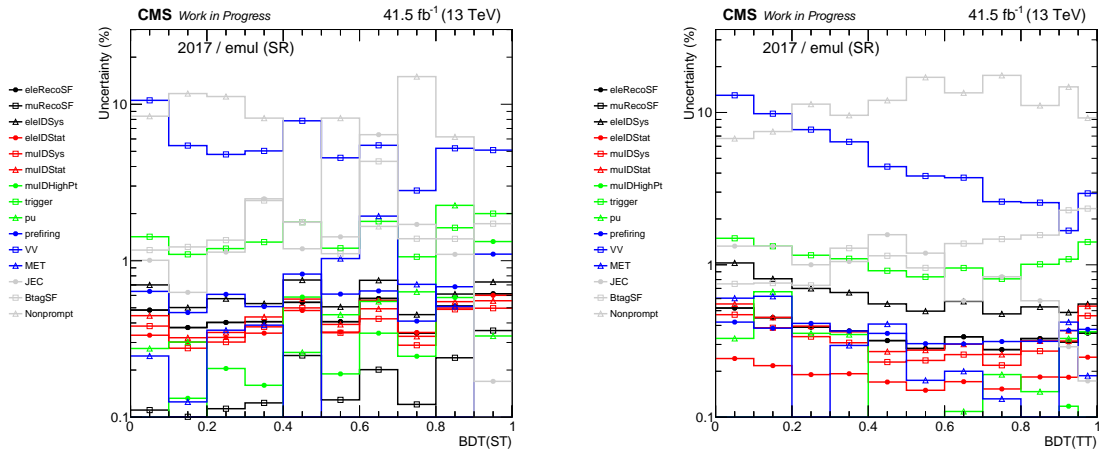 CMS Work in Progress 41.5 fb-1 (13 TeV)
2017 / emul (SR)
Uncertainty (%)
10
1
0.1
0 0.2 0.4 0.6 0.8 1
BDT(ST)
eleRecoSF
muRecoSF
eleIDSys
eleIDStat
muIDSys
muIDStat
muIDHighPt
trigger
pu
prefiring
VV
MET
JEC
BtagSF
Nonprompt
CMS Work in Progress 41.5 fb-1 (13 TeV)
2017 / emul (SR)
Uncertainty (%)
10
1
0.1
0 0.2 0.4 0.6 0.8 1
BDT(TT)
eleRecoSF
muRecoSF
eleIDSys
eleIDStat
muIDSys
muIDStat
muIDHighPt
trigger
pu
prefiring
VV
MET
JEC
BtagSF
Nonprompt